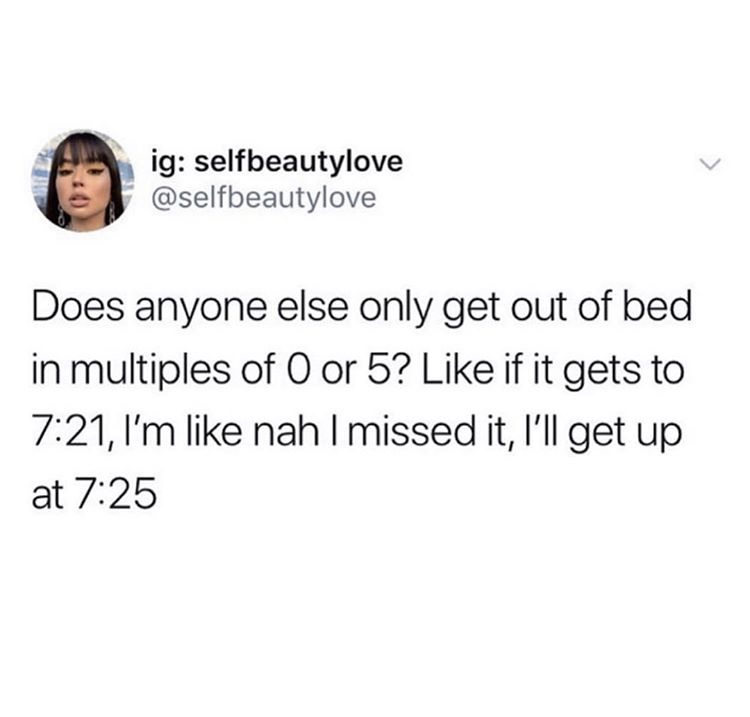 ig: selfbeautylove
@selfbeautylove
Does anyone else only get out of bed
in multiples of 0 or 5? Like if it gets to
7:21, I'm like nah I missed it, I'll get up
at 7:25